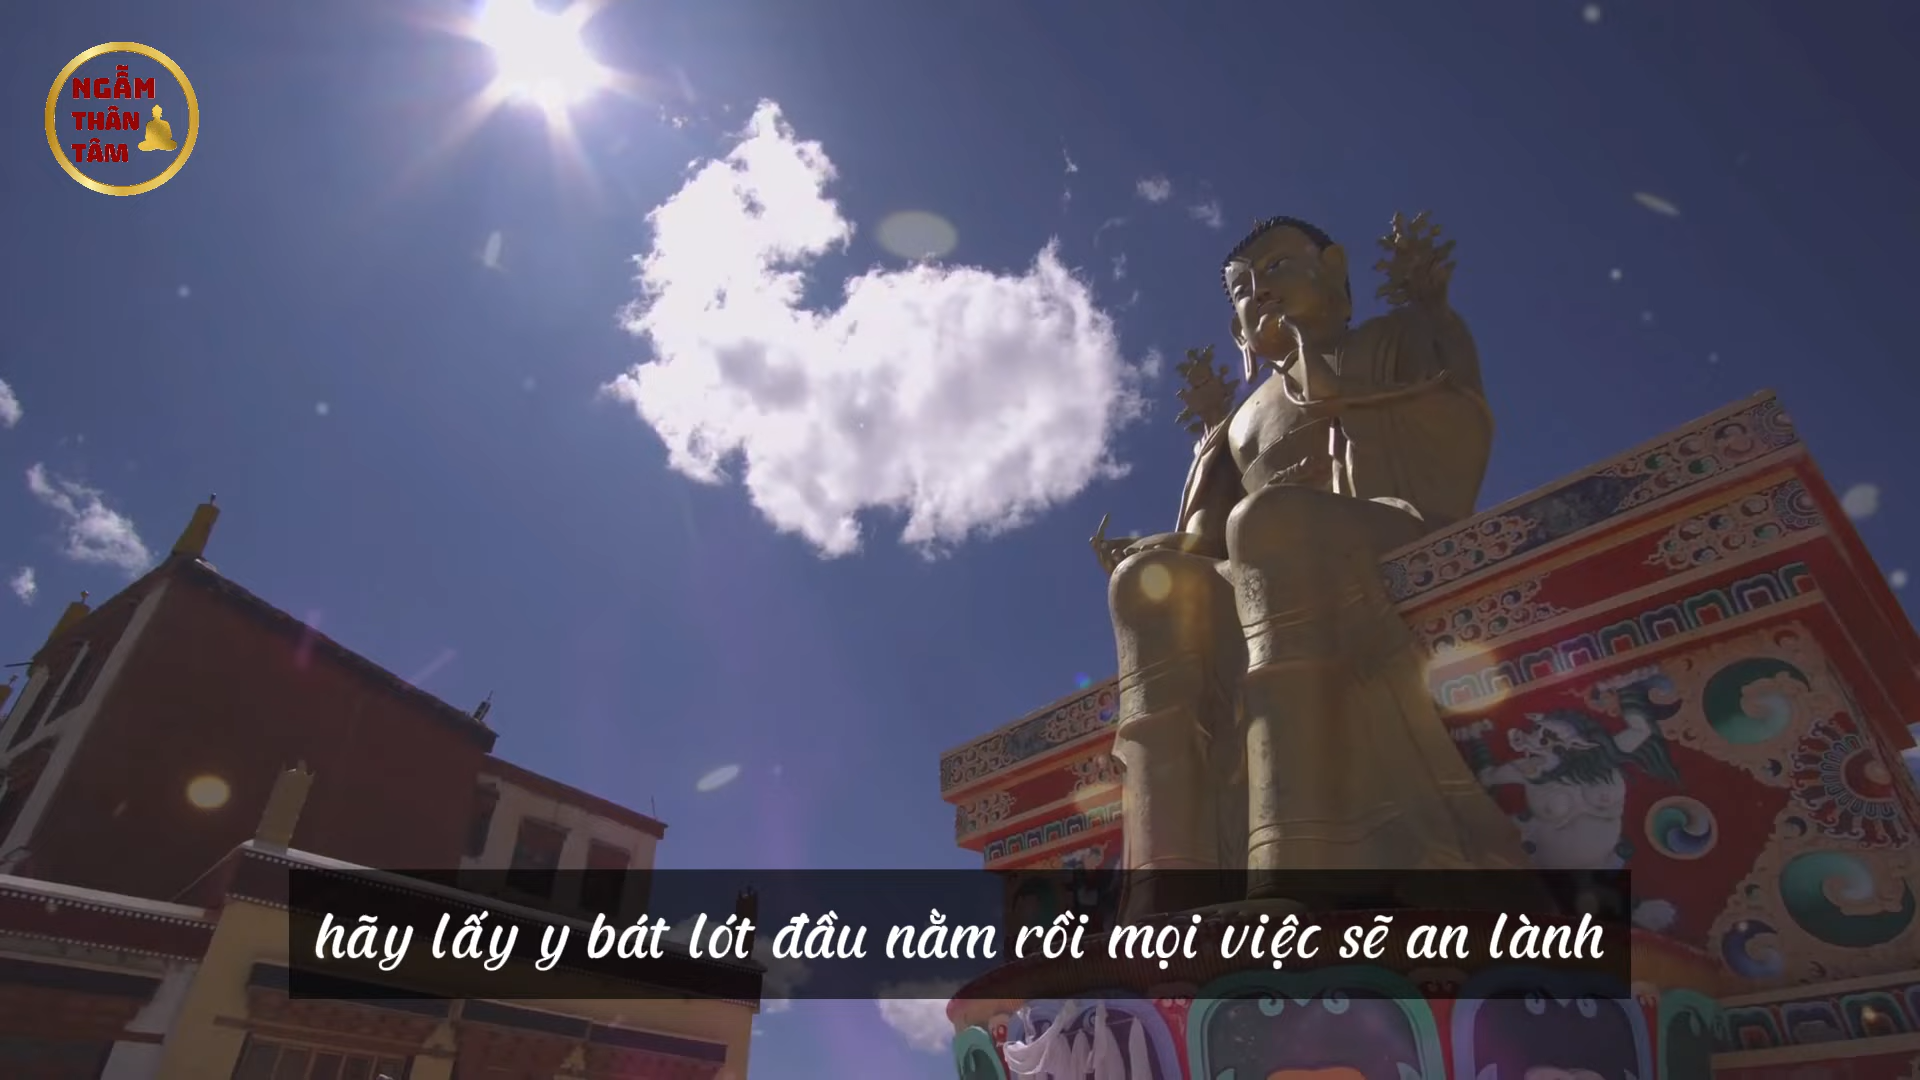 NGẪM
THÂN
TÂM
hãy lấy y bát lót đầu nằm rồi mọi việc sẽ an lành